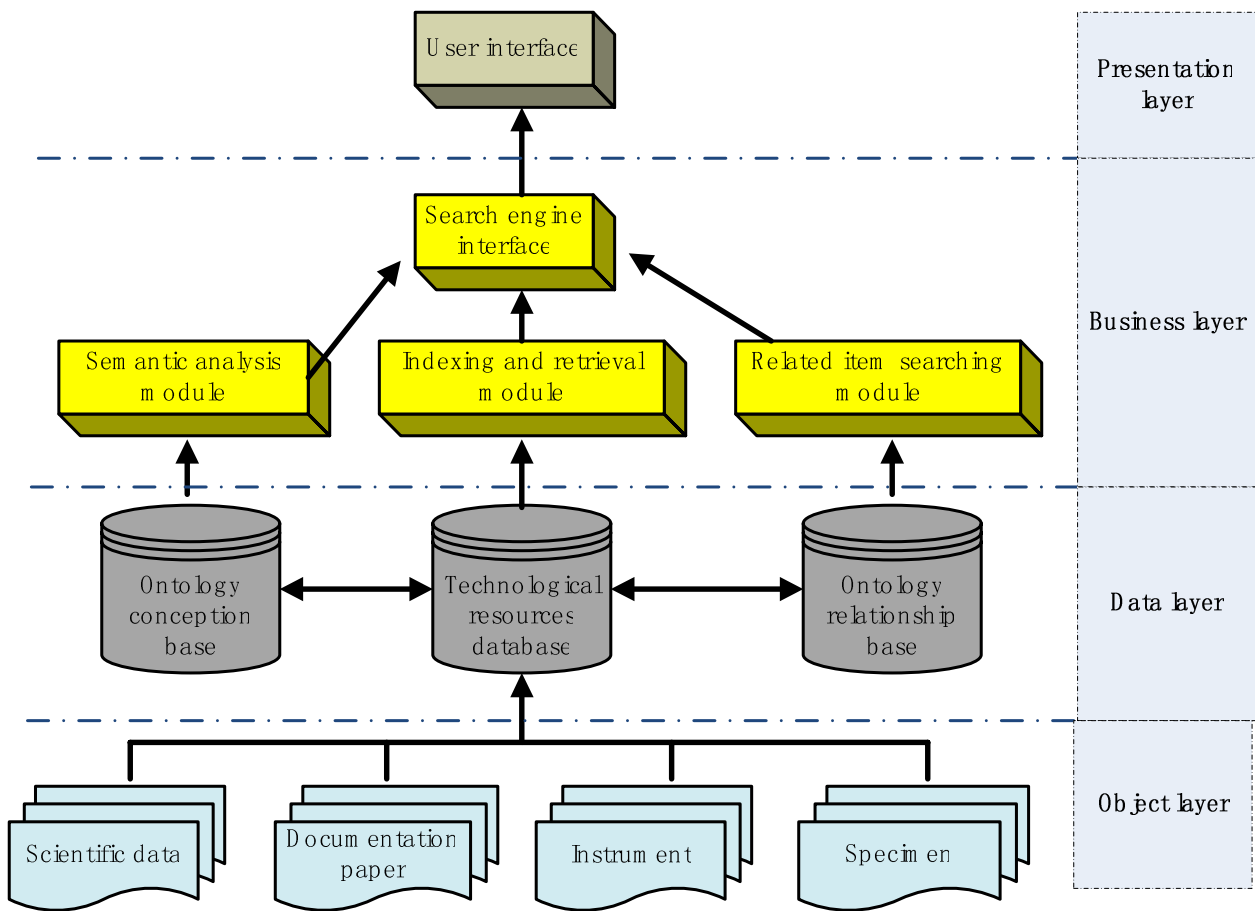 User interface
Presentation
layer
Search engine
interface
Business layer
Semantic analysis
module
Indexing and retrieval
module
Related item searching
module
Ontology
conception
base
Technological
resources
database
Ontology
relationship
base
Data layer
Scientific data
Documentation
paper
Instrument
Specimen
Object layer